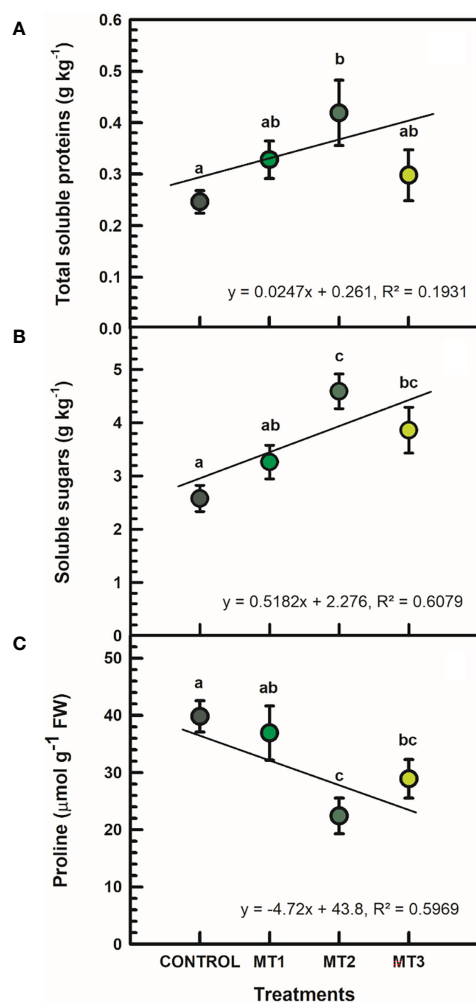 A
Total soluble proteins (g kg⁻¹)
0.6
0.5
0.4
0.3
0.2
0.1
0.0
a
ab
b
ab
y = 0.0247x + 0.261, R² = 0.1931
B
Soluble sugars (g kg⁻¹)
5
4
3
2
1
0
a
ab
c
bc
y = 0.5182x + 2.276, R² = 0.6079
C
Proline (μmol g⁻¹ FW)
50
40
30
20
10
0
a
ab
c
bc
y = -4.72x + 43.8, R² = 0.5969
CONTROL MT1 MT2 MT3
Treatments